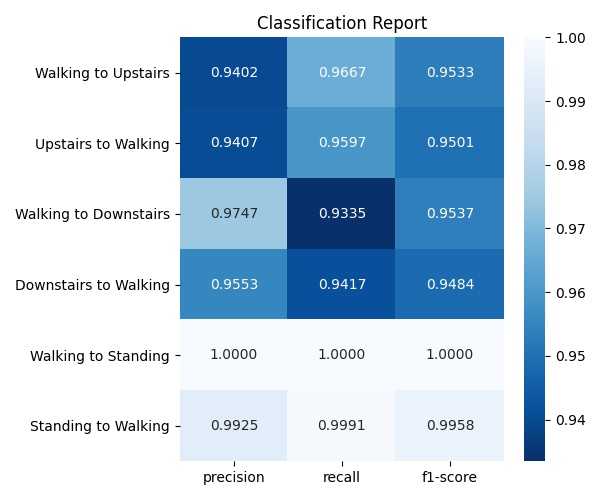 Classification Report
Walking to Upstairs 0.9402 0.9667 0.9533
Upstairs to Walking 0.9407 0.9597 0.9501
Walking to Downstairs 0.9747 0.9335 0.9537
Downstairs to Walking 0.9553 0.9417 0.9484
Walking to Standing 1.0000 1.0000 1.0000
Standing to Walking 0.9925 0.9991 0.9958
precision recall f1-score
1.00
0.99
0.98
0.97
0.96
0.95
0.94